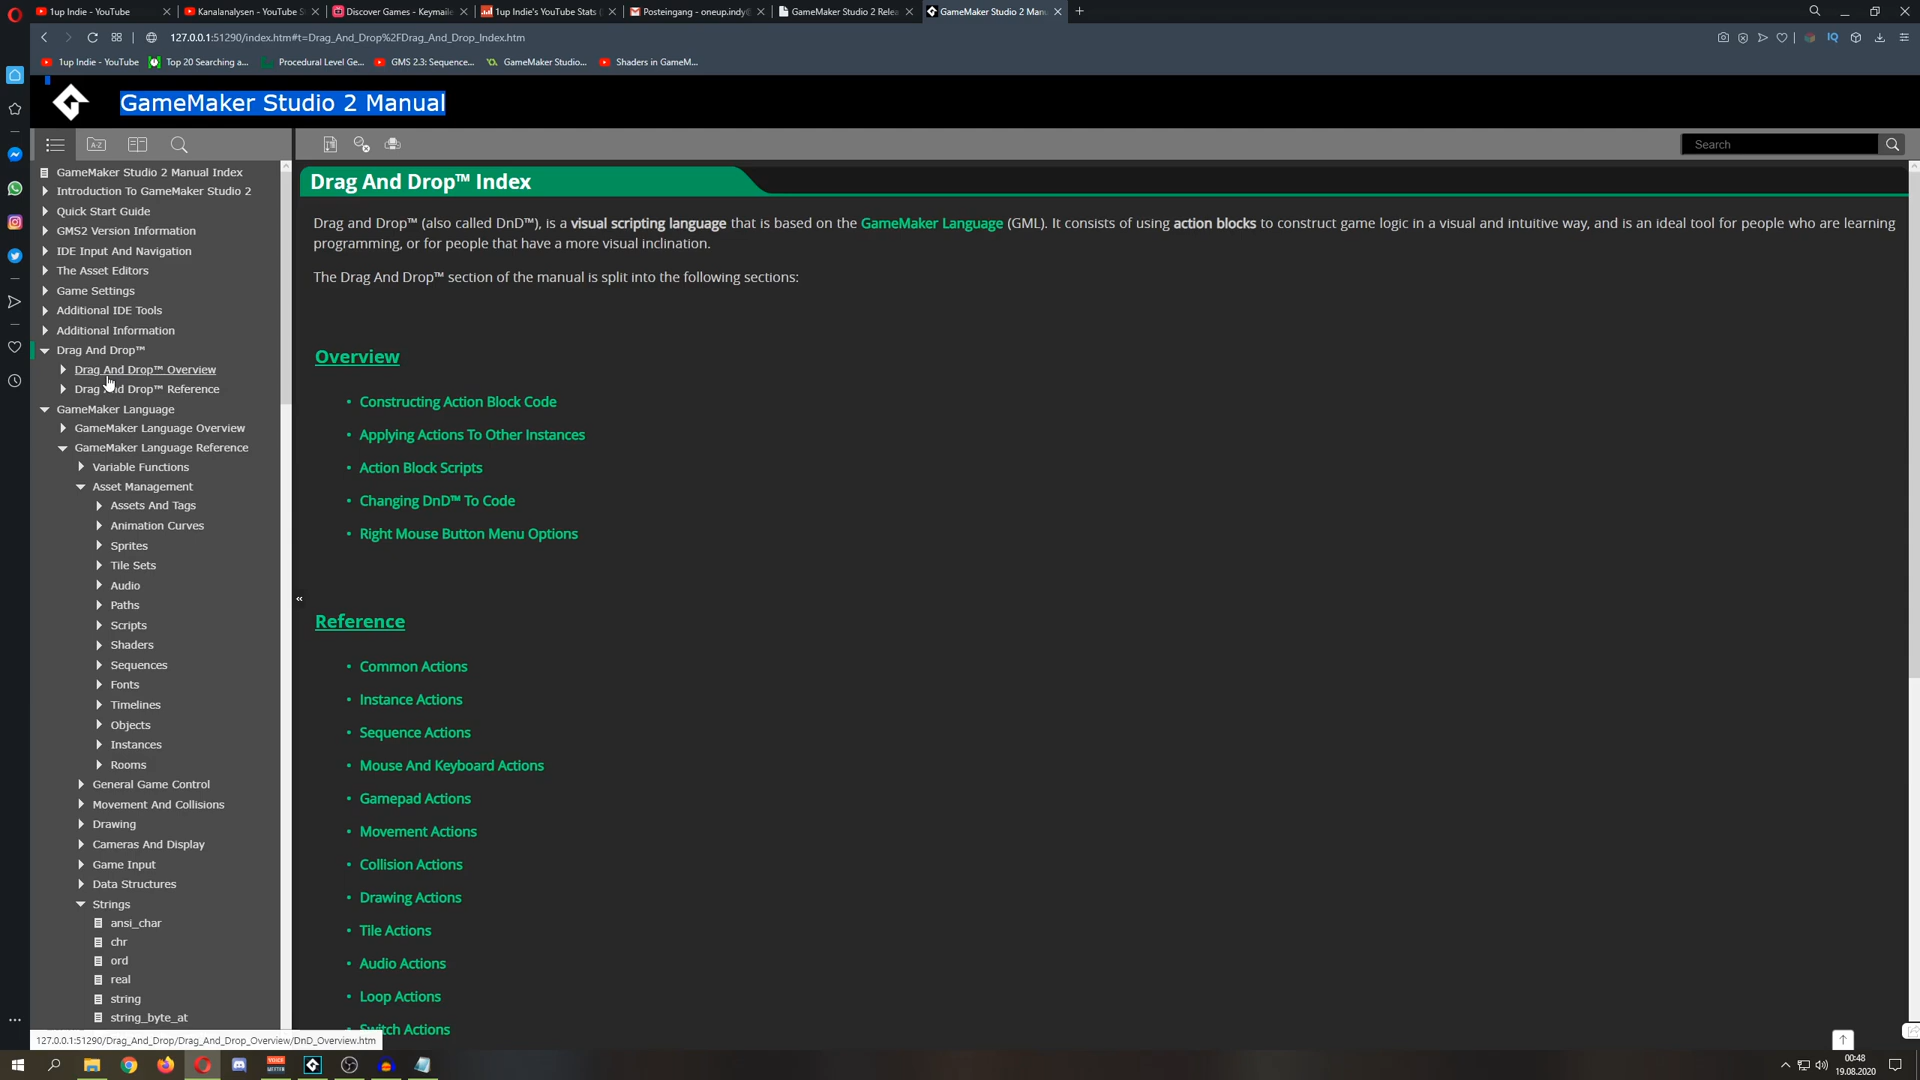 1up Indie - YouTube
Kanalanalysen - YouTube S
Discover Games - Keymaile
1up Indie's YouTube Stats (
Posteingang - oneup.indy@
GameMaker Studio 2 Relea
GameMaker Studio 2 Manu
127.0.0.1:51290/index.htm#t=Drag_And_Drop%2FDrag_And_Drop_Index.htm
1up Indie - YouTube
Top 20 Searching a...
Procedural Level Ge...
GMS 2.3: Sequence...
GameMaker Studio...
Shaders in GameM...
GameMaker Studio 2 Manual
Search
GameMaker Studio 2 Manual Index
Introduction To GameMaker Studio 2
Quick Start Guide
GMS2 Version Information
IDE Input And Navigation
The Asset Editors
Game Settings
Additional IDE Tools
Additional Information
Drag And Drop™
Drag And Drop™ Overview
Drag And Drop™ Reference
GameMaker Language
GameMaker Language Overview
GameMaker Language Reference
Variable Functions
Asset Management
Assets And Tags
Animation Curves
Sprites
Tile Sets
Audio
Paths
Scripts
Shaders
Sequences
Fonts
Timelines
Objects
Instances
Rooms
General Game Control
Movement And Collisions
Drawing
Cameras And Display
Game Input
Data Structures
Strings
ansi_char
chr
ord
real
string
string_byte_at
Drag And Drop™ Index
Drag and Drop™ (also called DnD™), is a visual scripting language that is based on the GameMaker Language (GML). It consists of using action blocks to construct game logic in a visual and intuitive way, and is an ideal tool for people who are learning
programming, or for people that have a more visual inclination.
The Drag And Drop™ section of the manual is split into the following sections:
Overview
• Constructing Action Block Code
• Applying Actions To Other Instances
• Action Block Scripts
• Changing DnD™ To Code
• Right Mouse Button Menu Options
Reference
• Common Actions
• Instance Actions
• Sequence Actions
• Mouse And Keyboard Actions
• Gamepad Actions
• Movement Actions
• Collision Actions
• Drawing Actions
• Tile Actions
• Audio Actions
• Loop Actions
• Switch Actions
127.0.0.1:51290/Drag_And_Drop/Drag_And_Drop_Overview/DnD_Overview.htm
00:48
19.08.2020